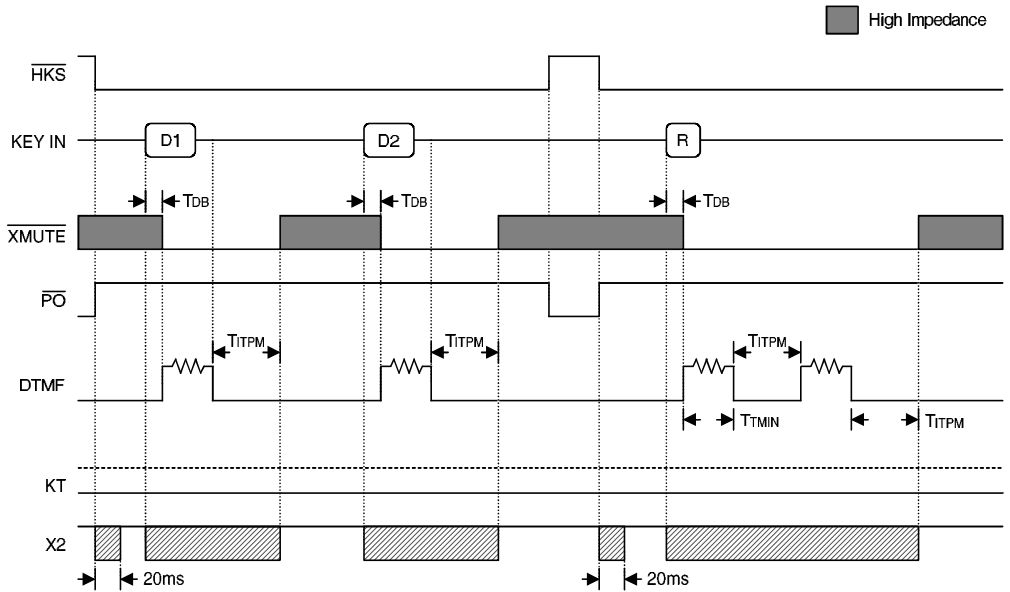 High Impedance
HKS
KEY IN
D1
D2
R
TDB
TDB
TDB
XMUTE
PO
TITPM
TITPM
TITPM
DTMF
TTMIN
TITPM
KT
X2
20ms
20ms